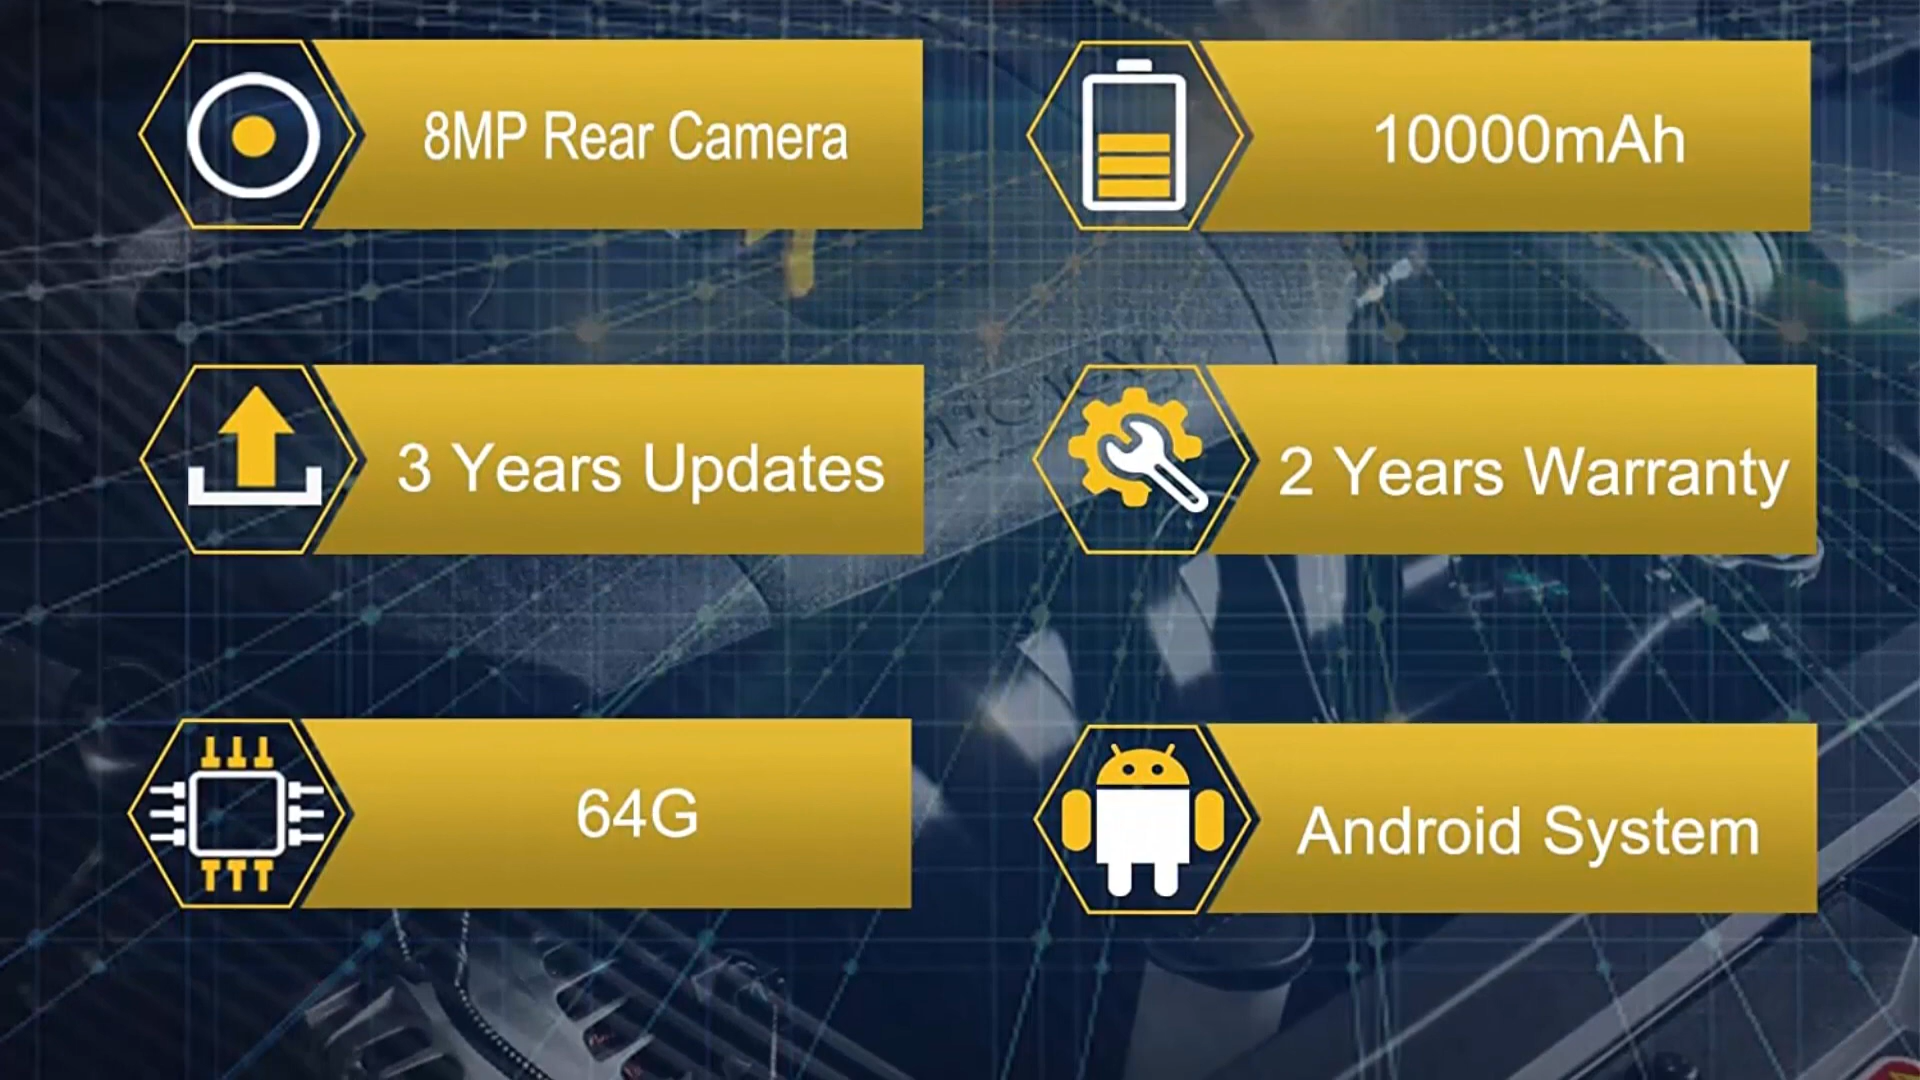 8MP Rear Camera
10000mAh
3 Years Updates
2 Years Warranty
64G
Android System